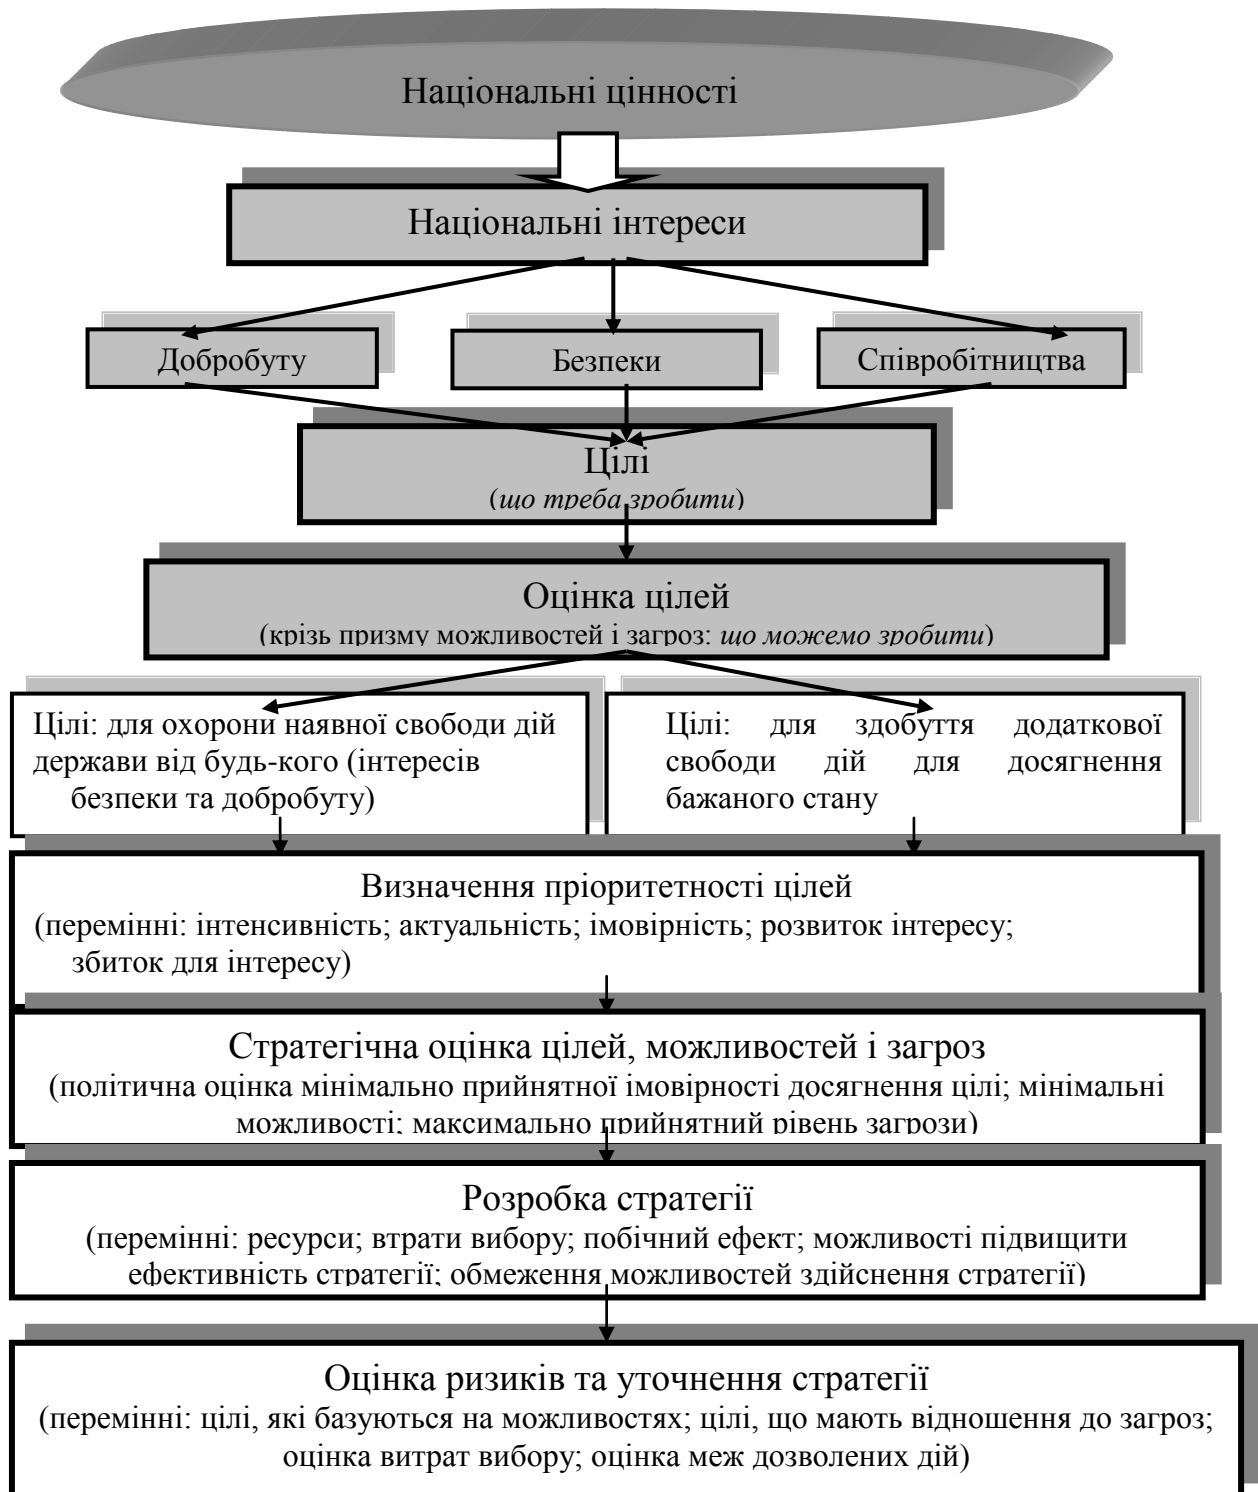 Національні цінності
Національні інтереси
Добробуту
Безпеки
Співробітництва
Цілі
(що треба зробити)
Оцінка цілей
(крізь призму можливостей і загроз: що можемо зробити)
Цілі: для охорони наявної свободи дій
держави від будь-кого (інтересів
безпеки та добробуту)
Цілі: для здобуття додаткової
свободи дій для досягнення
бажаного стану
Визначення пріоритетності цілей
(перемінні: інтенсивність; актуальність; імовірність; розвиток інтересу;
збиток для інтересу)
Стратегічна оцінка цілей, можливостей і загроз
(політична оцінка мінімально прийнятної імовірності досягнення цілі; мінімальні
можливості; максимально прийнятний рівень загрози)
Розробка стратегії
(перемінні: ресурси; втрати вибору; побічний ефект; можливості підвищити
ефективність стратегії; обмеження можливостей здійснення стратегії)
Оцінка ризиків та уточнення стратегії
(перемінні: цілі, які базуються на можливостях; цілі, що мають відношення до загроз;
оцінка витрат вибору; оцінка меж дозволених дій)